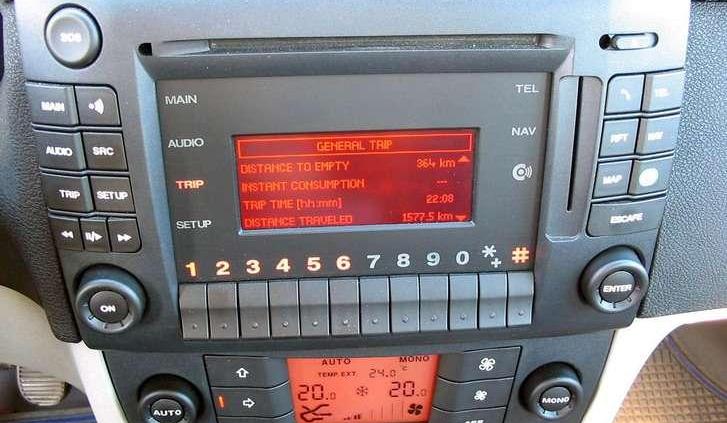 SOS
MAIN
AUDIO SRC
TRIP SETUP
ON
MAIN
AUDIO
TRIP
SETUP
GENERAL TRIP
DISTANCE TO EMPTY 364 km
INSTANT CONSUMPTION ---
TRIP TIME [hh:mm] 22:08
DISTANCE TRAVELED 1577.5 km
TEL
NAV
1 2 3 4 5 6 7 8 9 0 *+ #
TEL
RPT NAV
MAP
ESCAPE
ENTER
AUTO MONO
TEMP.EXT 24.0°C
20.0 20.0
AUTO
MONO